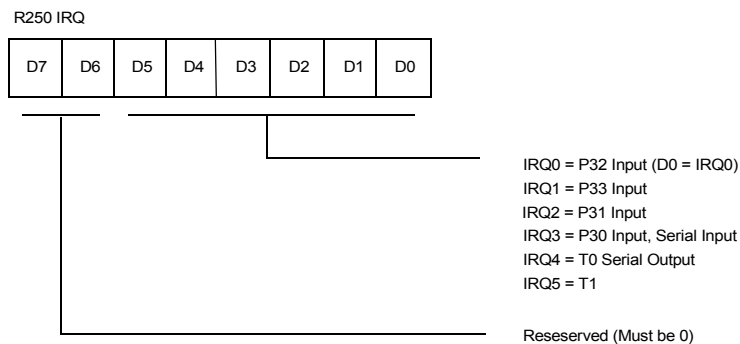 R250 IRQ
D7 D6 D5 D4 D3 D2 D1 D0
IRQ0 = P32 Input (D0 = IRQ0)
IRQ1 = P33 Input
IRQ2 = P31 Input
IRQ3 = P30 Input, Serial Input
IRQ4 = T0 Serial Output
IRQ5 = T1
Reseserved (Must be 0)